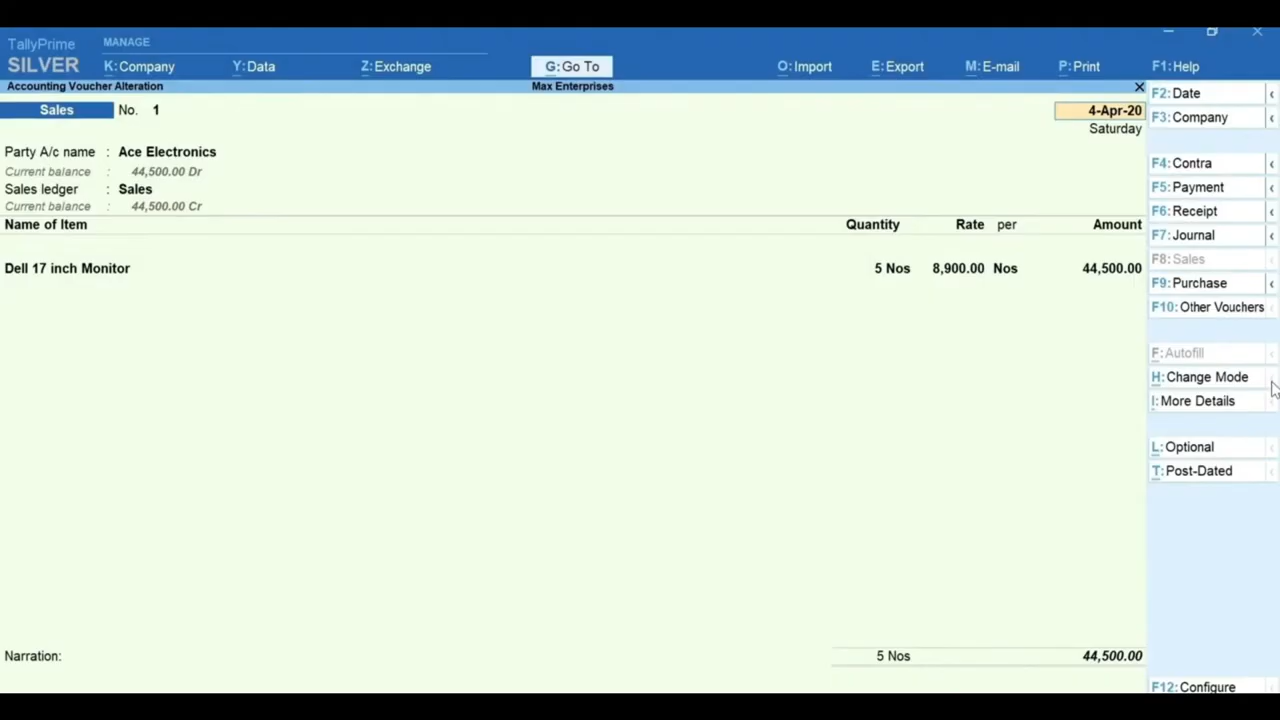 TallyPrime MANAGE
SILVER K:Company Y:Data Z:Exchange G:Go To O:Import E:Export M:E-mail P:Print F1:Help
Accounting Voucher Alteration Max Enterprises
Sales No. 1 4-Apr-20
Saturday
Party A/c name : Ace Electronics
Current balance : 44,500.00 Dr
Sales ledger : Sales
Current balance : 44,500.00 Cr
Name of Item Quantity Rate per Amount
Dell 17 inch Monitor 5 Nos 8,900.00 Nos 44,500.00
Narration: 5 Nos 44,500.00
F2:Date
F3:Company
F4:Contra
F5:Payment
F6:Receipt
F7:Journal
F8:Sales
F9:Purchase
F10:Other Vouchers
F:Autofill
H:Change Mode
I:More Details
L:Optional
T:Post-Dated
F12:Configure